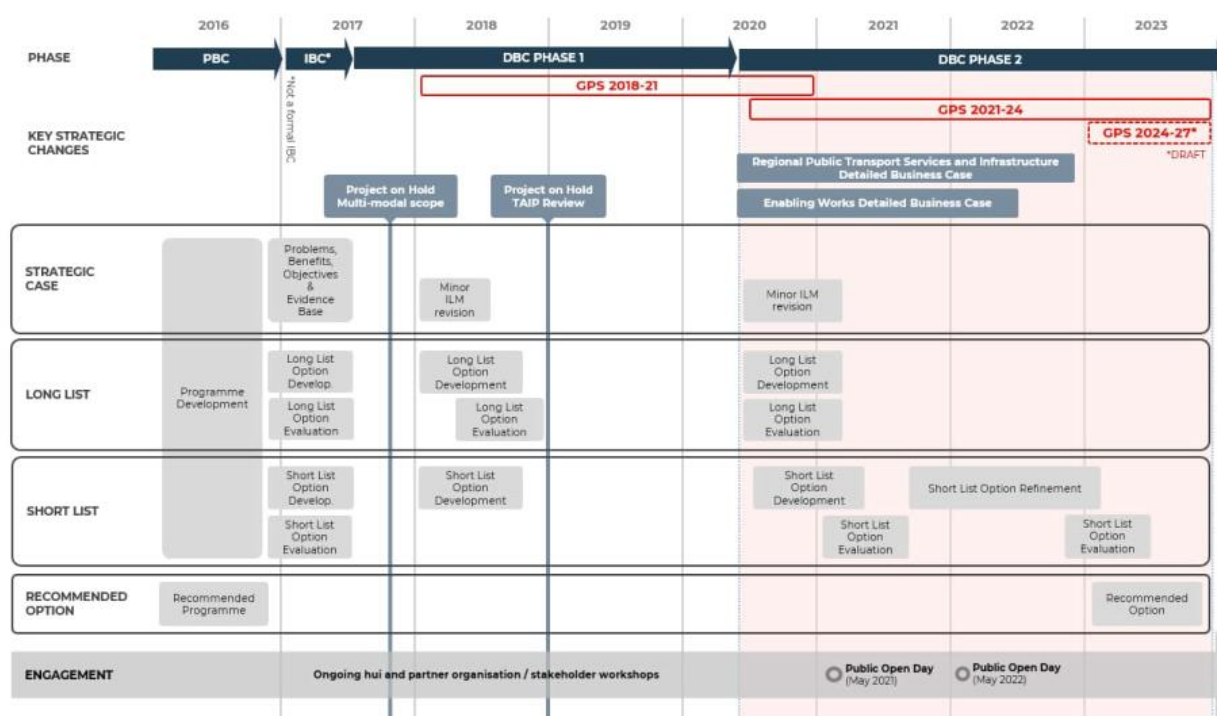 2016
2017
2018
2019
2020
2021
2022
2023
PHASE
PBC
IBC*
DBC PHASE 1
DBC PHASE 2
*Not a formal IBC
GPS 2018-21
GPS 2021-24
GPS 2024-27*
*DRAFT
KEY STRATEGIC
CHANGES
Regional Public Transport Services and Infrastructure
Detailed Business Case
Enabling Works Detailed Business Case
Project on Hold
Multi-modal scope
Project on Hold
TAIP Review
STRATEGIC
CASE
Problems,
Benefits,
Objectives
&
Evidence
Base
Minor
ILM
revision
Minor ILM
revision
LONG LIST
Programme
Development
Long List
Option
Develop.
Long List
Option
Evaluation
Long List
Option
Development
Long List
Option
Evaluation
Long List
Option
Development
Long List
Option
Evaluation
SHORT LIST
Short List
Option
Develop.
Short List
Option
Evaluation
Short List
Option
Development
Short List
Option
Development
Short List
Option
Evaluation
Short List Option Refinement
Short List
Option
Evaluation
RECOMMENDED
OPTION
Recommended
Programme
Recommended
Option
ENGAGEMENT
Ongoing hui and partner organisation / stakeholder workshops
Public Open Day
(May 2021)
Public Open Day
(May 2022)